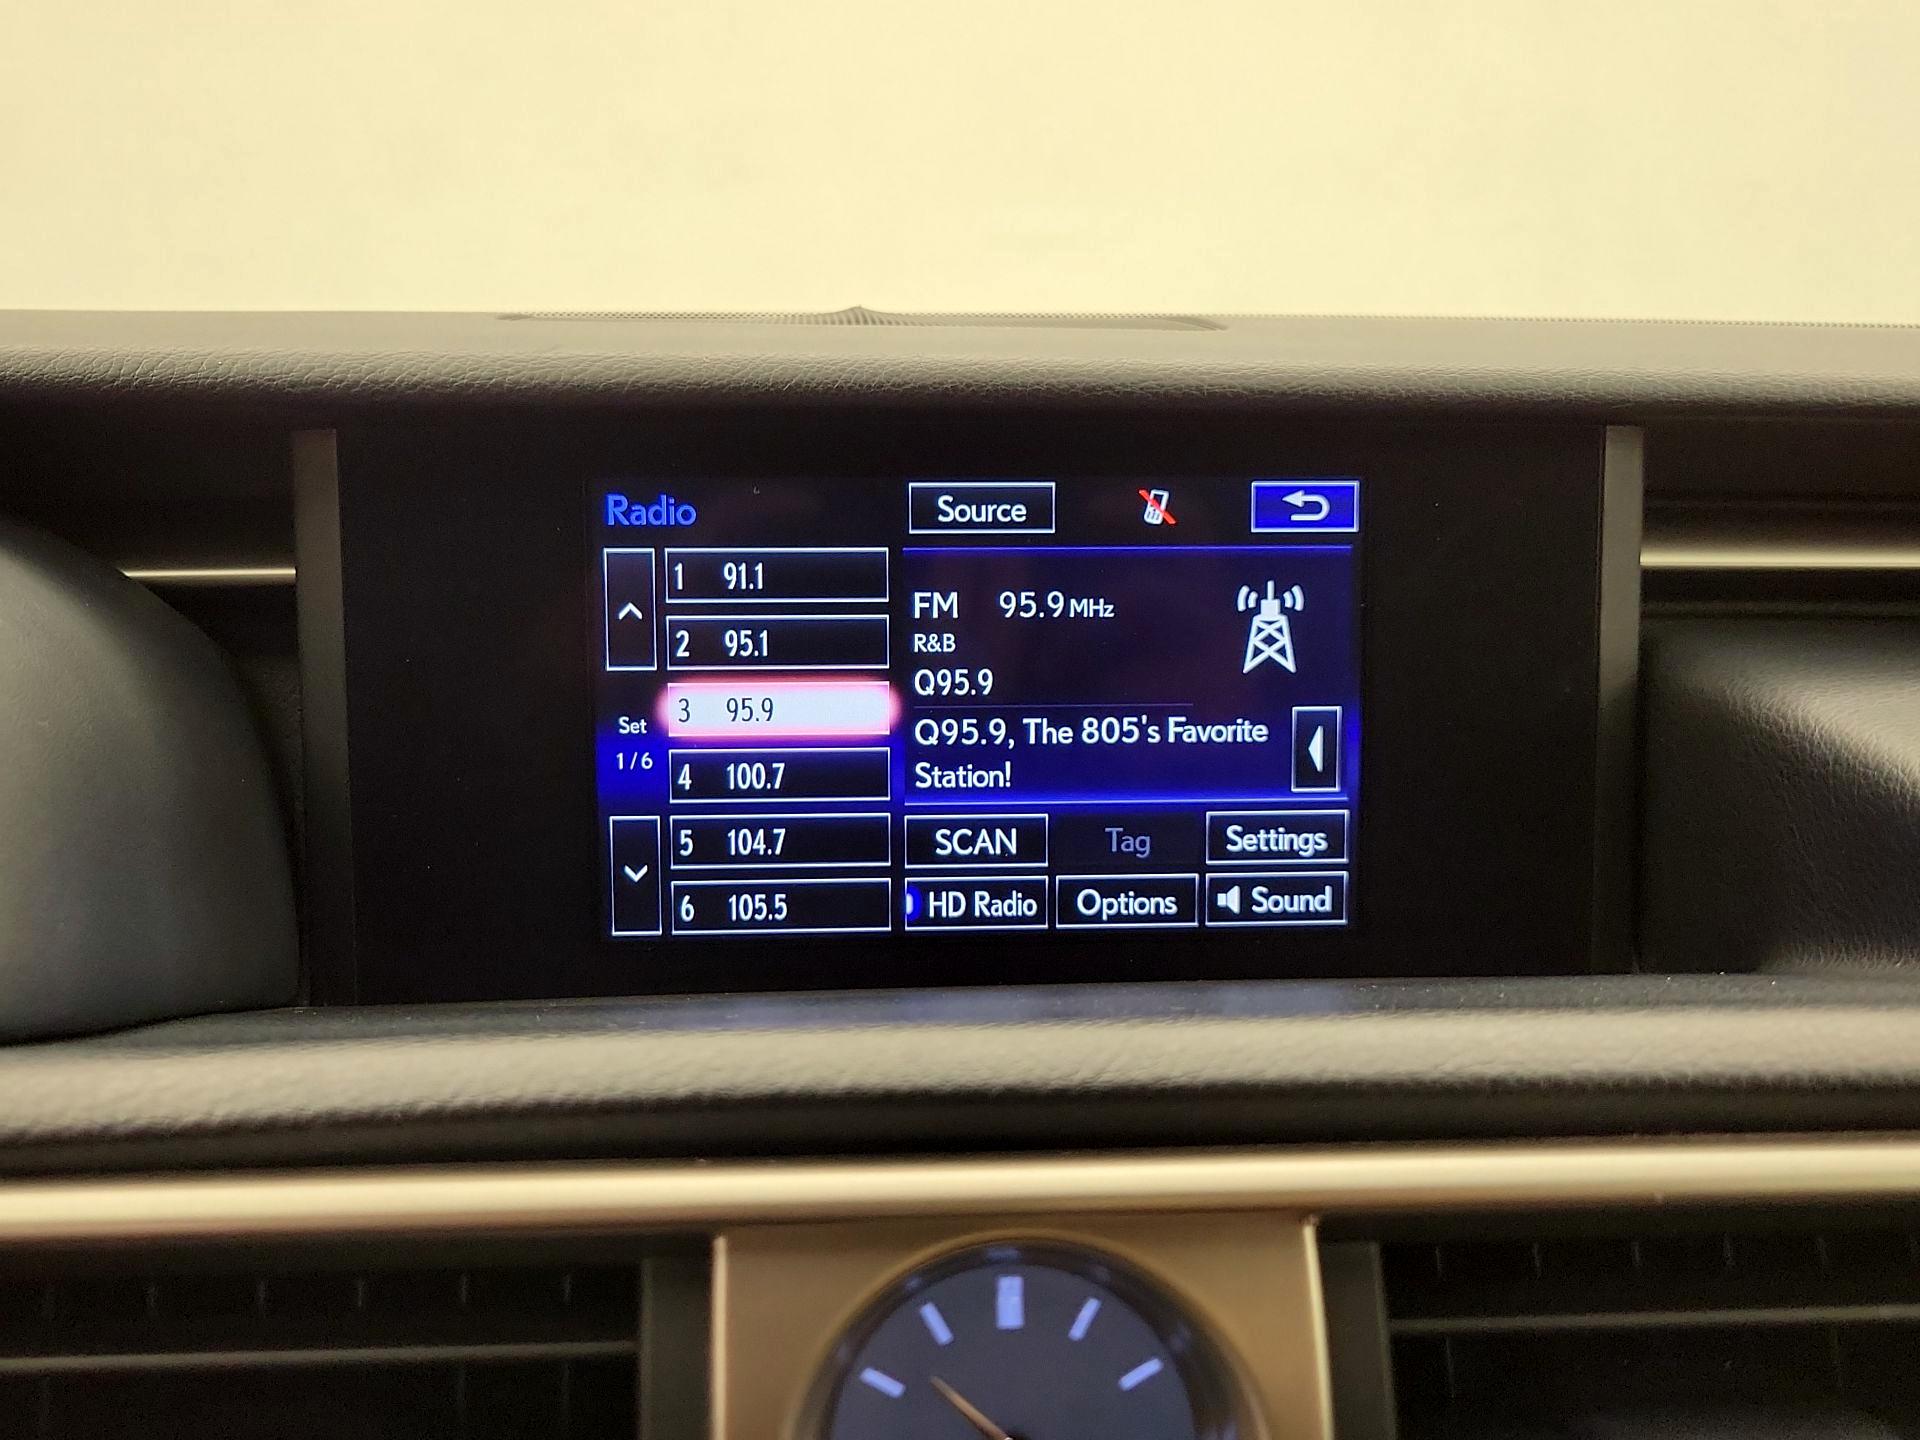 Radio
Source
1 91.1
2 95.1
3 95.9
4 100.7
5 104.7
6 105.5
Set
1/6
FM 95.9 MHz
R&B
Q95.9
Q95.9, The 805's Favorite
Station!
SCAN
Tag
Settings
HD Radio
Options
Sound